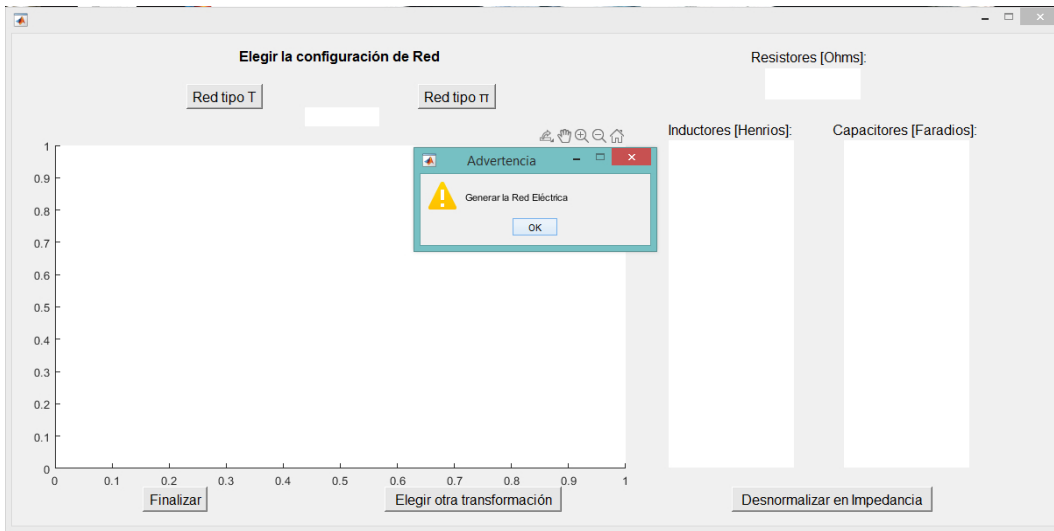 Elegir la configuración de Red
Resistores [Ohms]:
Red tipo T
Red tipo π
Inductores [Henrios]:
Capacitores [Faradios]:
Advertencia
Generar la Red Eléctrica
OK
1
0.9
0.8
0.7
0.6
0.5
0.4
0.3
0.2
0.1
0
0 0.1 0.2 0.3 0.4 0.5 0.6 0.7 0.8 0.9 1
Finalizar
Elegir otra transformación
Desnormalizar en Impedancia